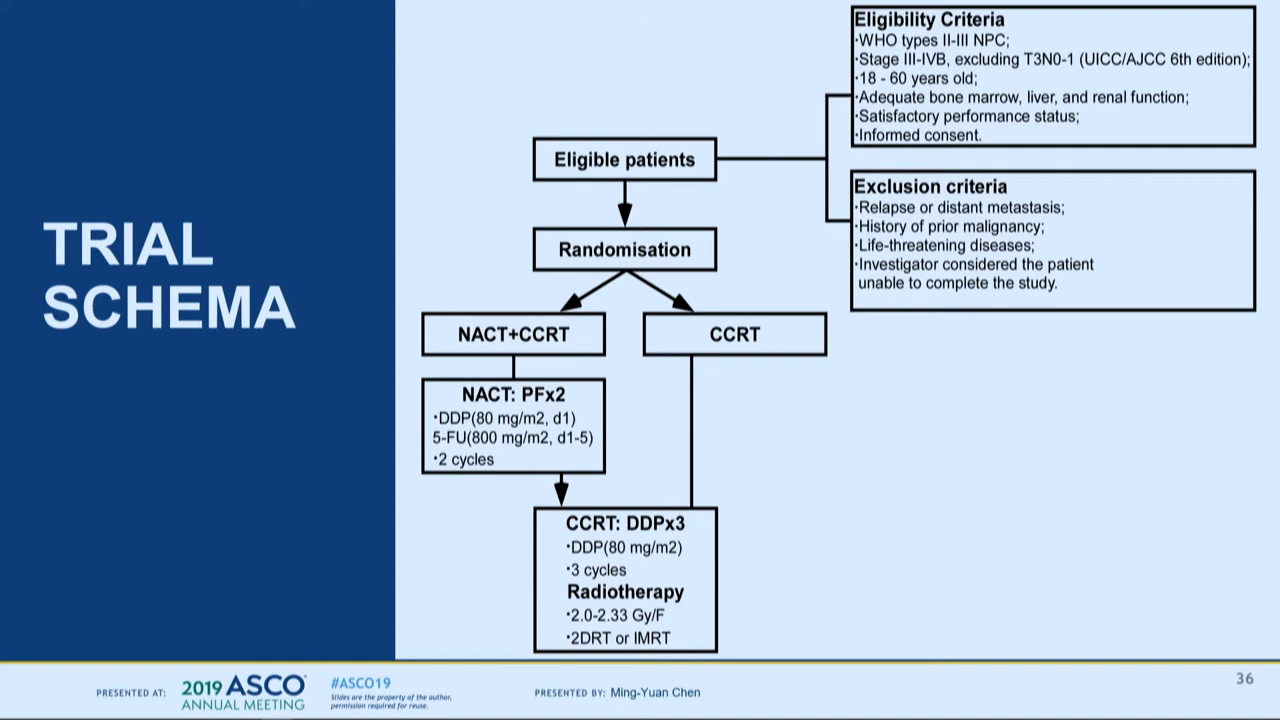 TRIAL
SCHEMA
Eligible patients
Randomisation
NACT+CCRT
CCRT
NACT: PFx2
·DDP(80 mg/m2, d1)
5-FU(800 mg/m2, d1-5)
·2 cycles
CCRT: DDPx3
·DDP(80 mg/m2)
·3 cycles
Radiotherapy
·2.0-2.33 Gy/F
·2DRT or IMRT
Eligibility Criteria
·WHO types II-III NPC;
·Stage III-IVB, excluding T3N0-1 (UICC/AJCC 6th edition);
·18 - 60 years old;
·Adequate bone marrow, liver, and renal function;
·Satisfactory performance status;
·Informed consent.
Exclusion criteria
·Relapse or distant metastasis;
·History of prior malignancy;
·Life-threatening diseases;
·Investigator considered the patient
unable to complete the study.
PRESENTED AT:
2019 ASCO
ANNUAL MEETING
#ASCO19
Slides are the property of the author,
permission required for reuse.
PRESENTED BY: Ming-Yuan Chen
36